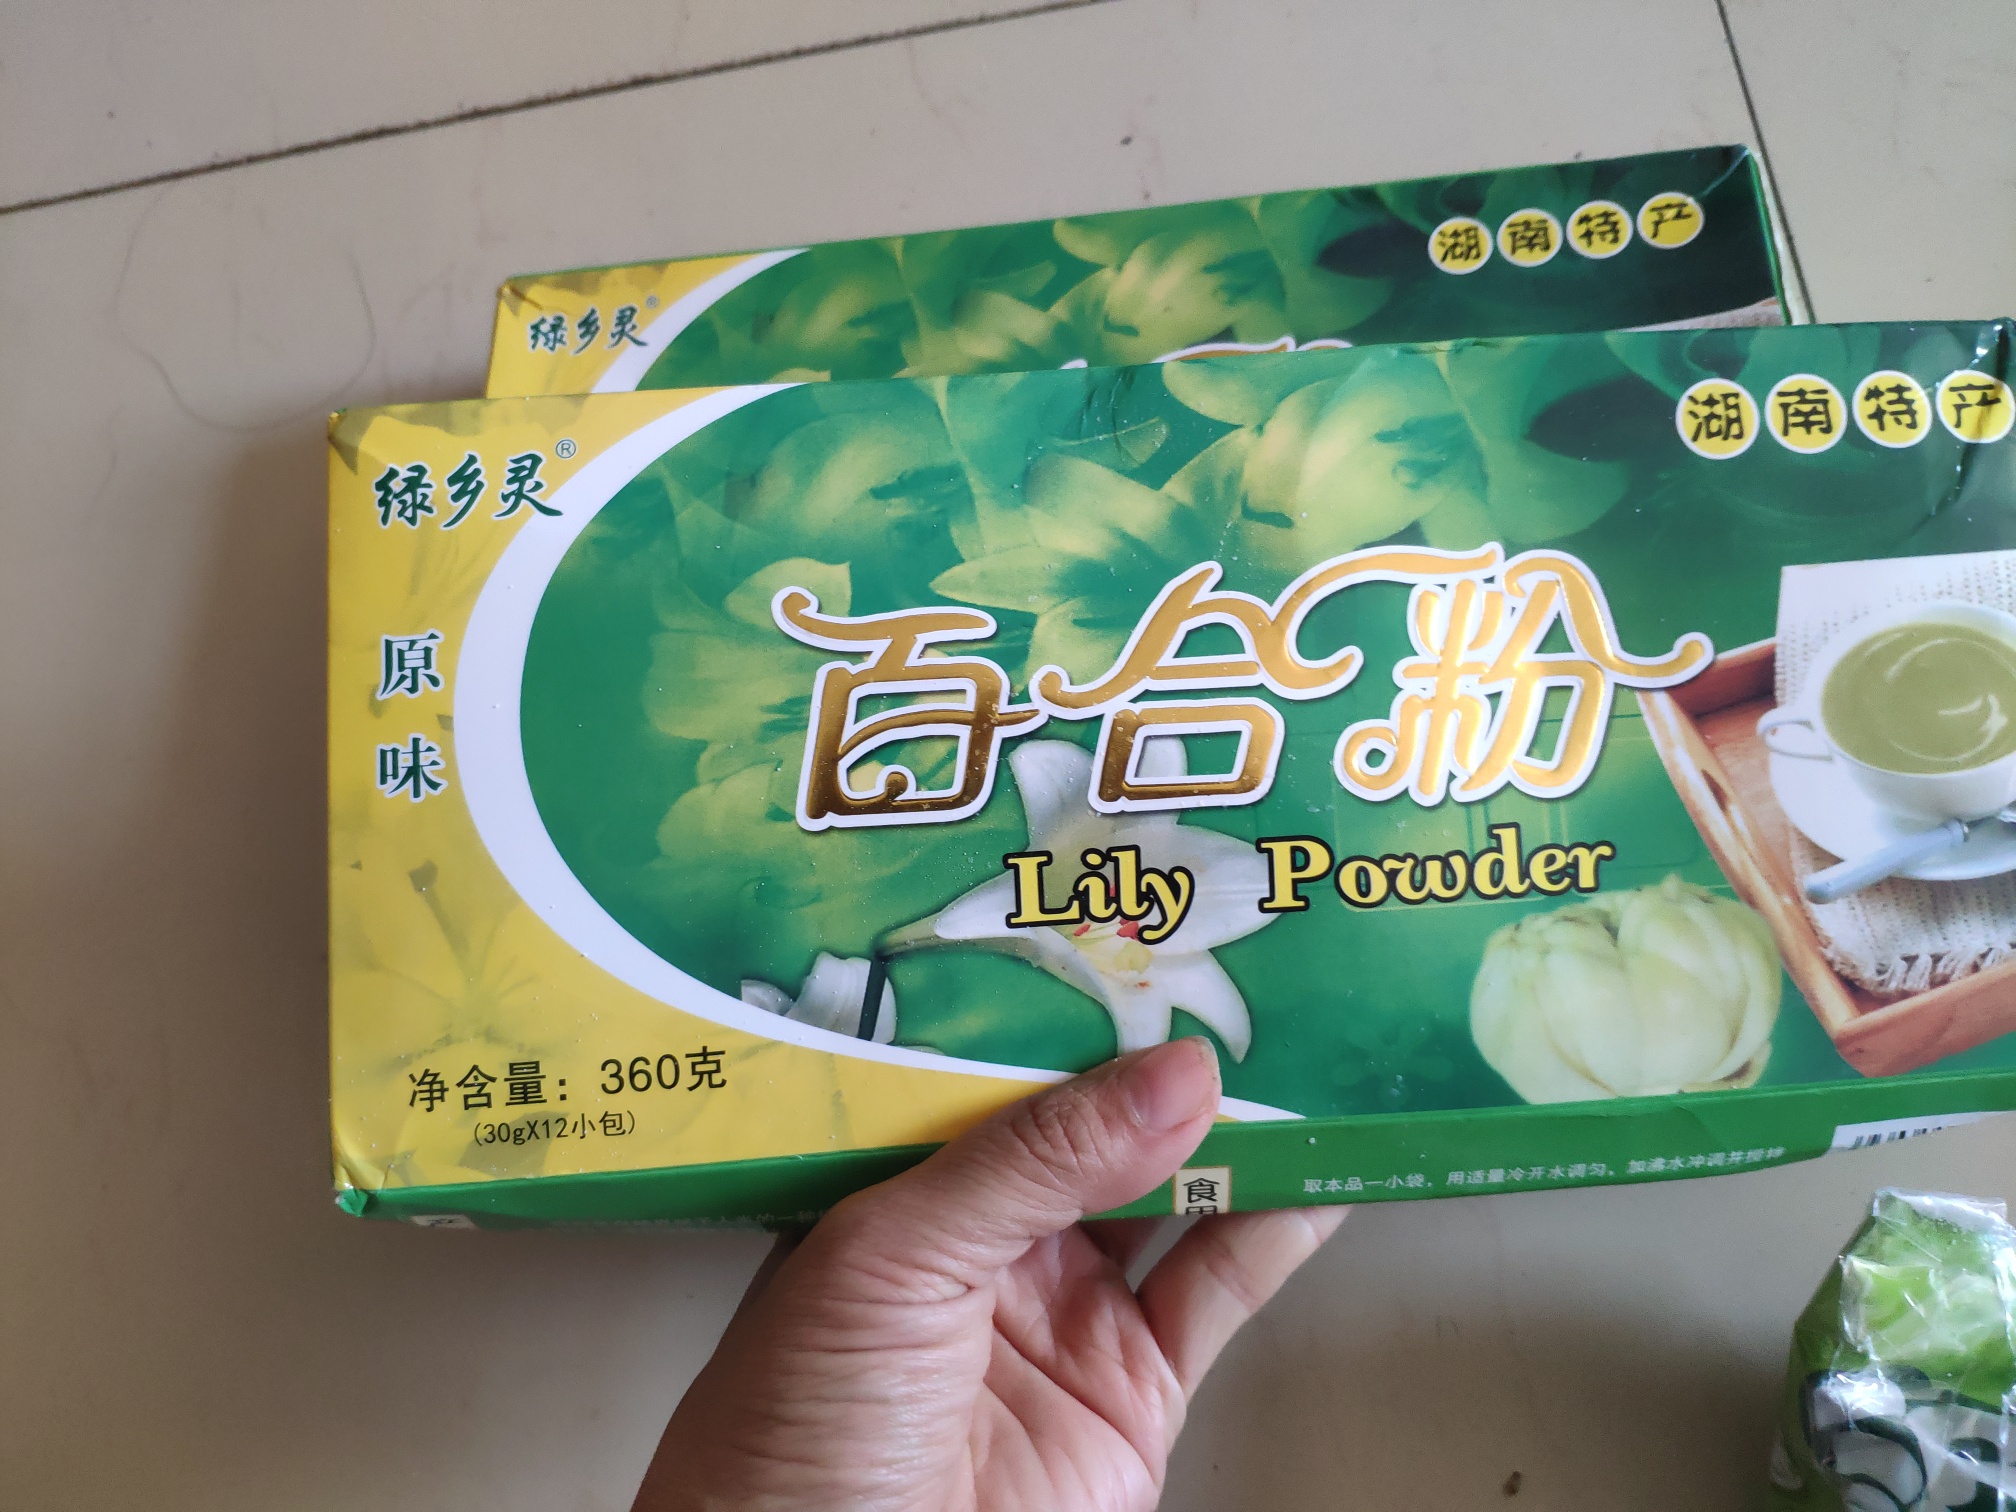 绿乡灵®
湖南特产
绿乡灵®
湖南特产
原味
百合粉
Lily Powder
净含量：360克
(30gX12小包)
食用
取本品一小袋，用适量冷开水调匀，加沸水冲调并搅拌